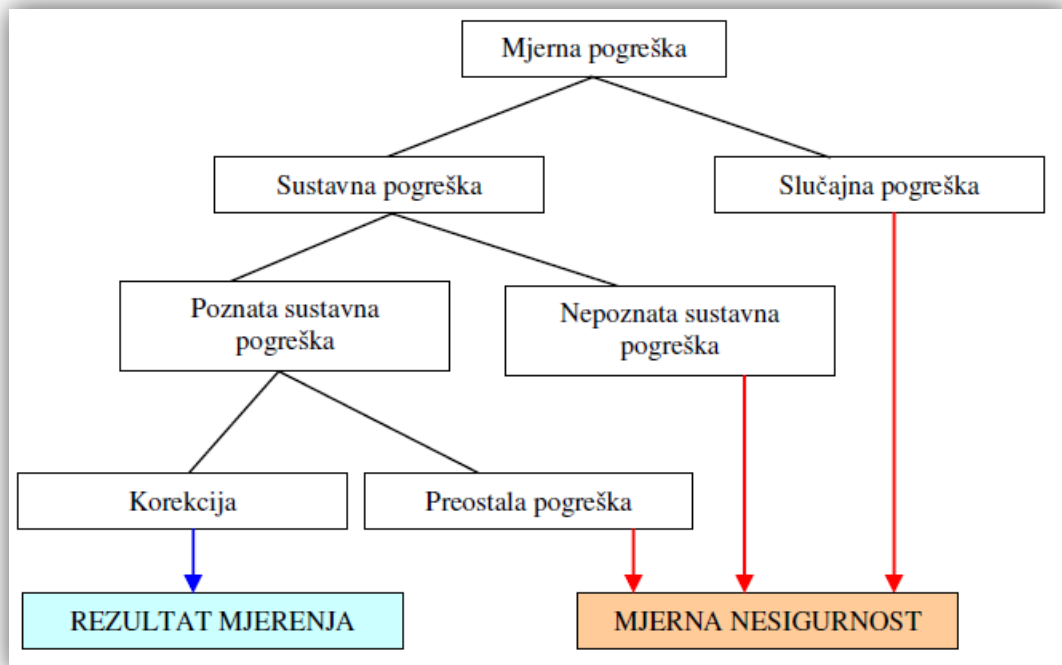 Mjerna pogreška
Sustavna pogreška
Slučajna pogreška
Poznata sustavna
pogreška
Nepoznata sustavna
pogreška
Korekcija
Preostala pogreška
REZULTAT MJERENJA
MJERNA NESIGURNOST